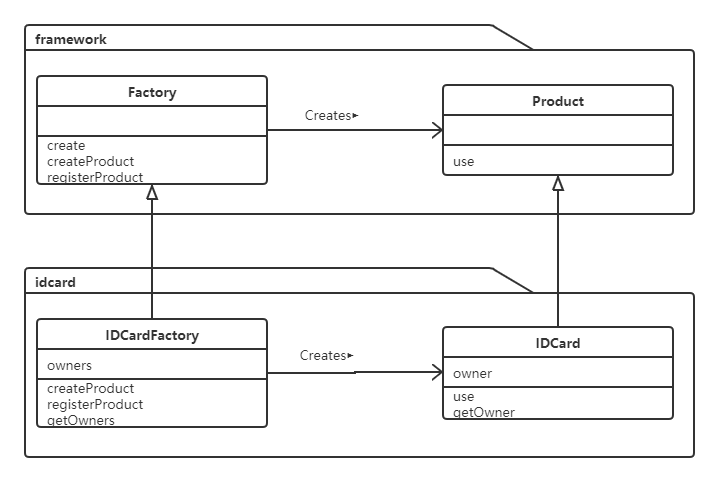 framework
Factory
create
createProduct
registerProduct
Creates▸
Product
use
idcard
IDCardFactory
owners
createProduct
registerProduct
getOwners
Creates▸
IDCard
owner
use
getOwner